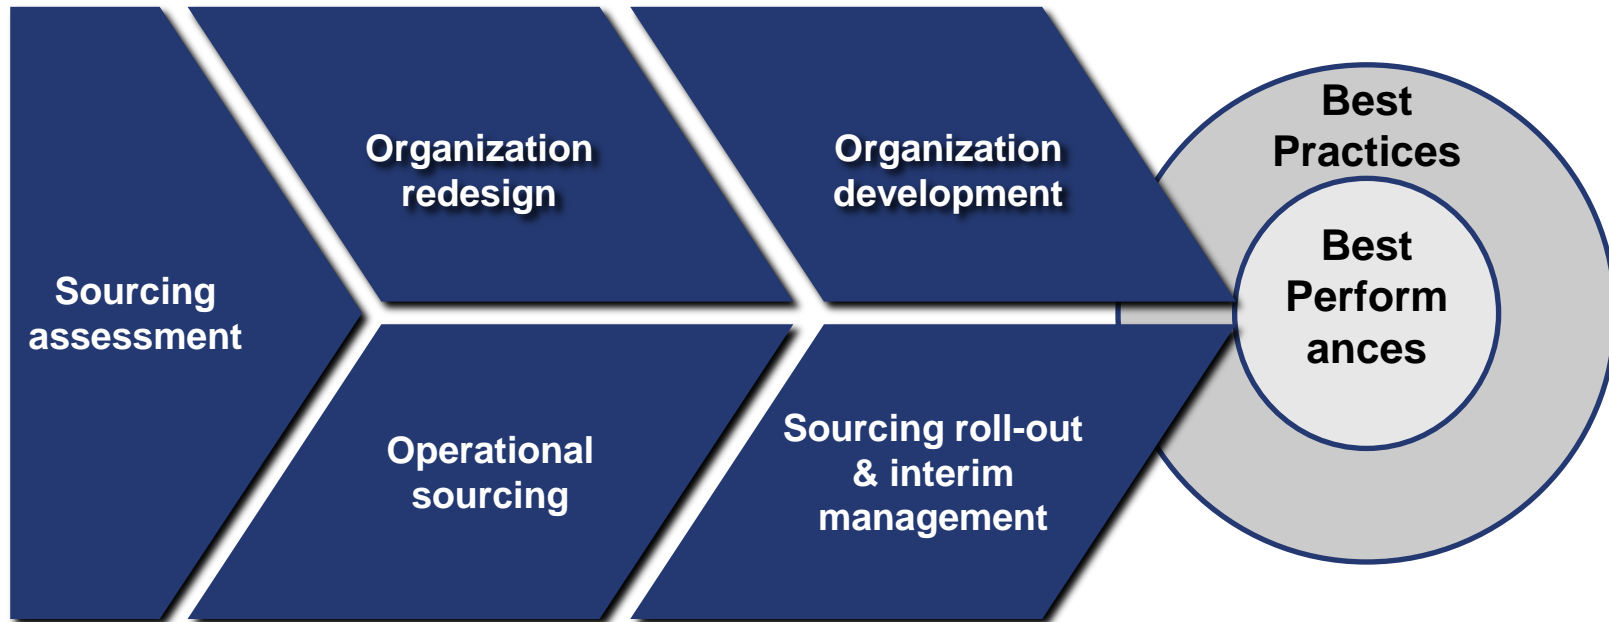 Sourcing
assessment
Organization
redesign
Organization
development
Operational
sourcing
Sourcing roll-out
& interim
management
Best
Practices
Best
Perform
ances